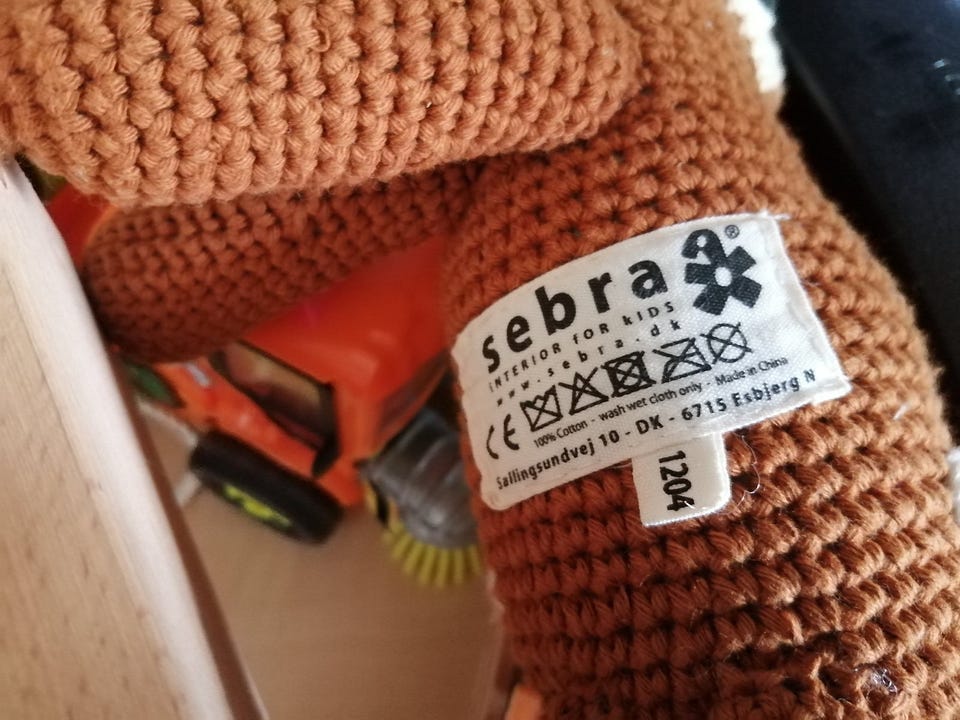 sebra®
INTERIOR FOR KIDS
www.sebra.dk
CE
100% Cotton - wash wet cloth only - Made in China
Sallingsundvej 10 - DK - 6715 Esbjerg N
1204